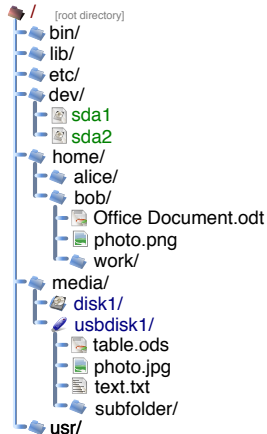 / [root directory]
bin/
lib/
etc/
dev/
sda1
sda2
home/
alice/
bob/
Office Document.odt
photo.png
work/
media/
disk1/
usbdisk1/
table.ods
photo.jpg
text.txt
subfolder/
usr/